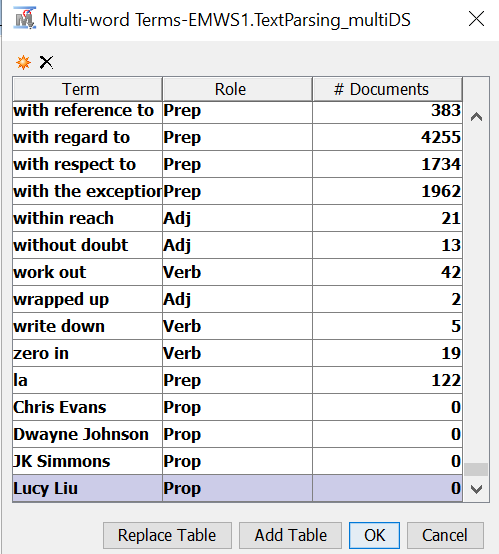 Multi-word Terms-EMWS1.TextParsing_multiDS
Term Role # Documents
with reference to Prep 383
with regard to Prep 4255
with respect to Prep 1734
with the exception Prep 1962
within reach Adj 21
without doubt Adj 13
work out Verb 42
wrapped up Adj 2
write down Verb 5
zero in Verb 19
la Prep 122
Chris Evans Prop 0
Dwayne Johnson Prop 0
JK Simmons Prop 0
Lucy Liu Prop 0
Replace Table Add Table OK Cancel